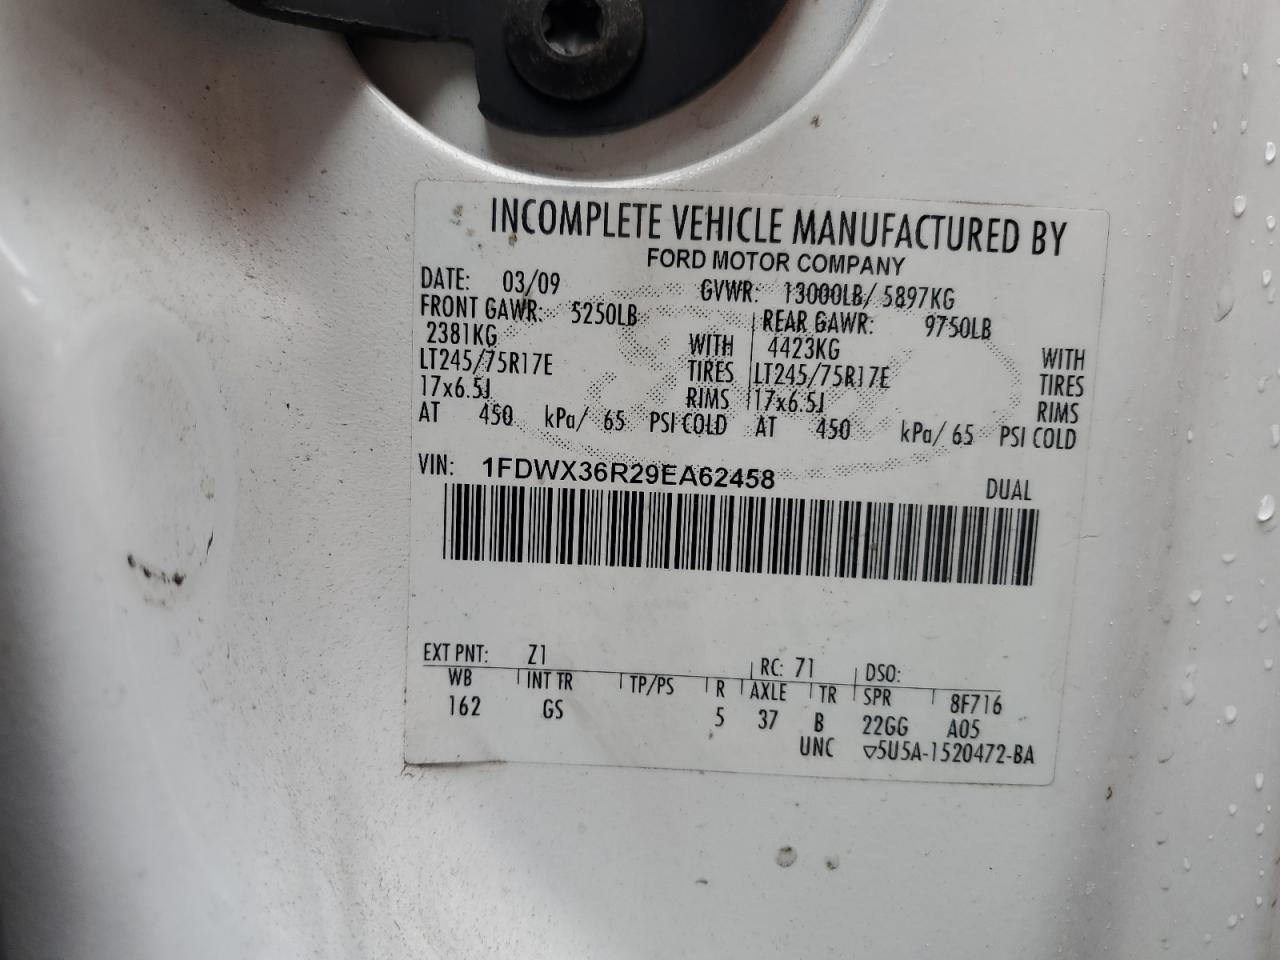 INCOMPLETE VEHICLE MANUFACTURED BY
FORD MOTOR COMPANY
DATE: 03/09 GVWR: 13000LB/ 5897KG
FRONT GAWR: 5250LB REAR GAWR: 9750LB
2381KG WITH 4423KG WITH
LT245/75R17E TIRES LT245/75R17E TIRES
17x6.5J RIMS 17x6.5J RIMS
AT 450 kPa/ 65 PSI COLD AT 450 kPa/ 65 PSI COLD
VIN: 1FDWX36R29EA62458 DUAL
EXT PNT: Z1 RC: 71 DSO:
WB INT TR TP/PS R AXLE TR SPR 8F716
162 GS 5 37 B 22GG A05
UNC ▽5U5A-1520472-BA